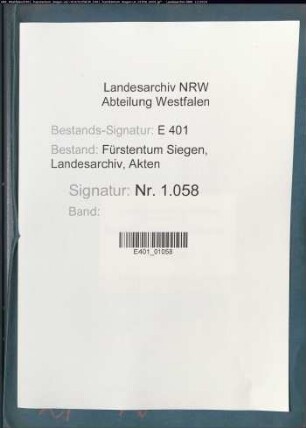 Landesarchiv NRW
Abteilung Westfalen
Bestands-Signatur: E 401
Bestand: Fürstentum Siegen,
Landesarchiv, Akten
Signatur: Nr. 1.058
Band:
E401_01058